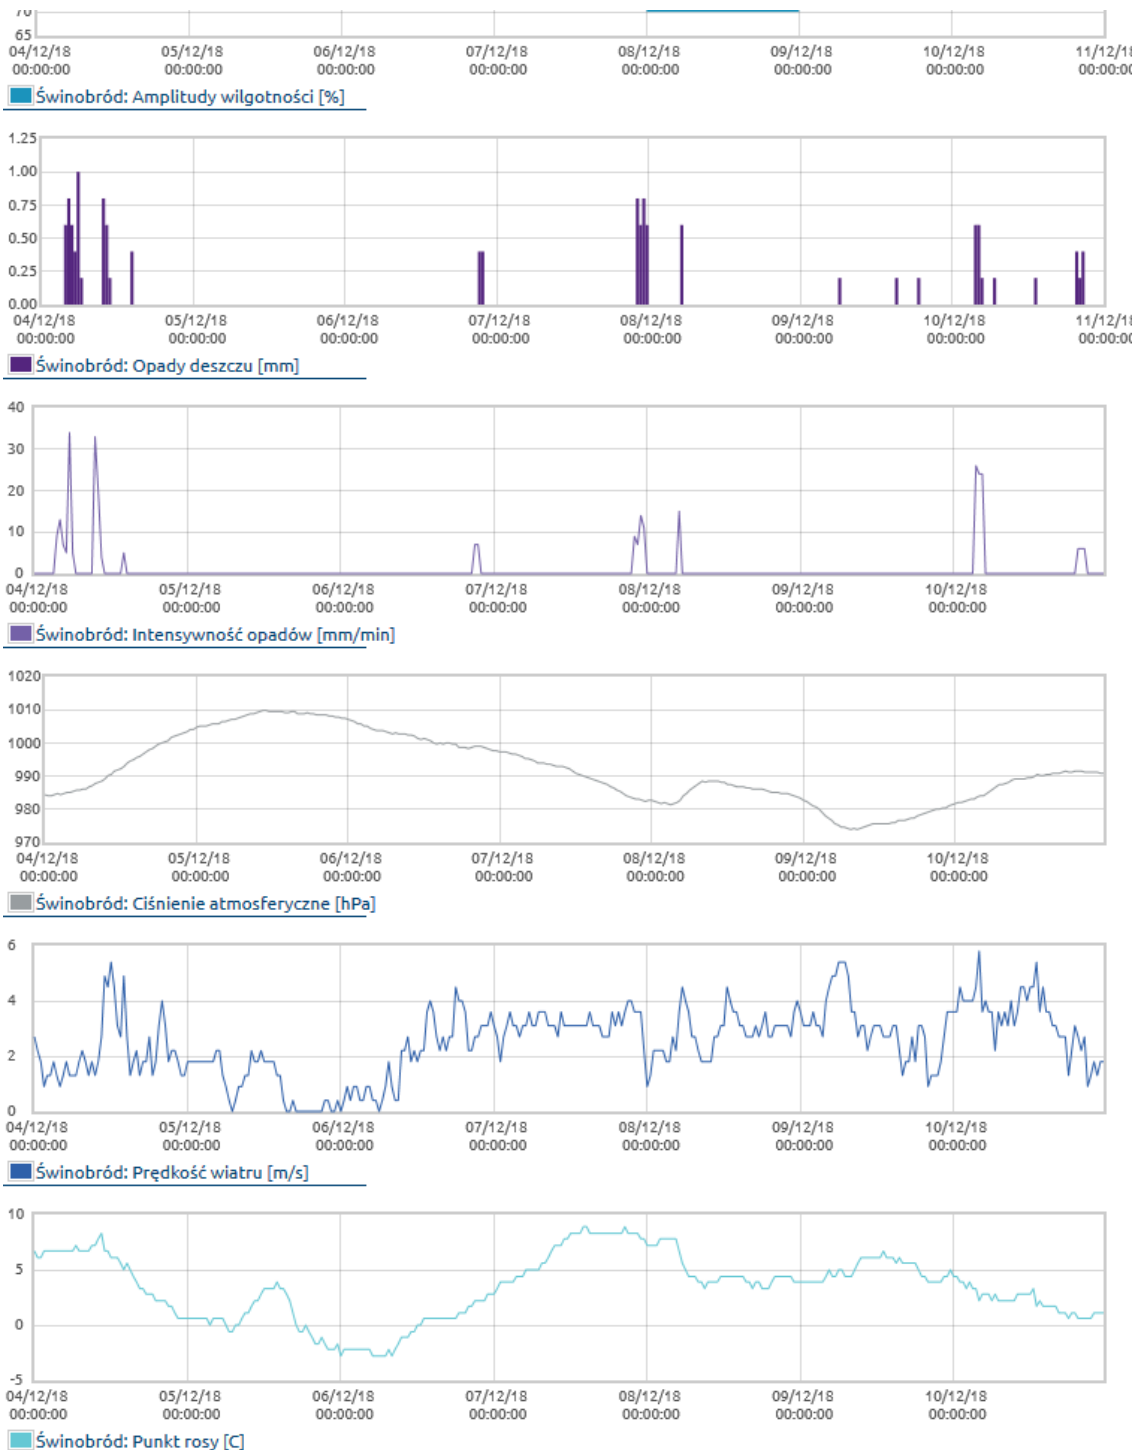 70
65
04/12/18 05/12/18 06/12/18 07/12/18 08/12/18 09/12/18 10/12/18 11/12/18
00:00:00 00:00:00 00:00:00 00:00:00 00:00:00 00:00:00 00:00:00 00:00:00
Świnobród: Amplitudy wilgotności [%]
1.25
1.00
0.75
0.50
0.25
0.00
04/12/18 05/12/18 06/12/18 07/12/18 08/12/18 09/12/18 10/12/18 11/12/18
00:00:00 00:00:00 00:00:00 00:00:00 00:00:00 00:00:00 00:00:00 00:00:00
Świnobród: Opady deszczu [mm]
40
30
20
10
0
04/12/18 05/12/18 06/12/18 07/12/18 08/12/18 09/12/18 10/12/18
00:00:00 00:00:00 00:00:00 00:00:00 00:00:00 00:00:00 00:00:00
Świnobród: Intensywność opadów [mm/min]
1020
1010
1000
990
980
970
04/12/18 05/12/18 06/12/18 07/12/18 08/12/18 09/12/18 10/12/18
00:00:00 00:00:00 00:00:00 00:00:00 00:00:00 00:00:00 00:00:00
Świnobród: Ciśnienie atmosferyczne [hPa]
6
4
2
0
04/12/18 05/12/18 06/12/18 07/12/18 08/12/18 09/12/18 10/12/18
00:00:00 00:00:00 00:00:00 00:00:00 00:00:00 00:00:00 00:00:00
Świnobród: Prędkość wiatru [m/s]
10
5
0
-5
04/12/18 05/12/18 06/12/18 07/12/18 08/12/18 09/12/18 10/12/18
00:00:00 00:00:00 00:00:00 00:00:00 00:00:00 00:00:00 00:00:00
Świnobród: Punkt rosy [C]